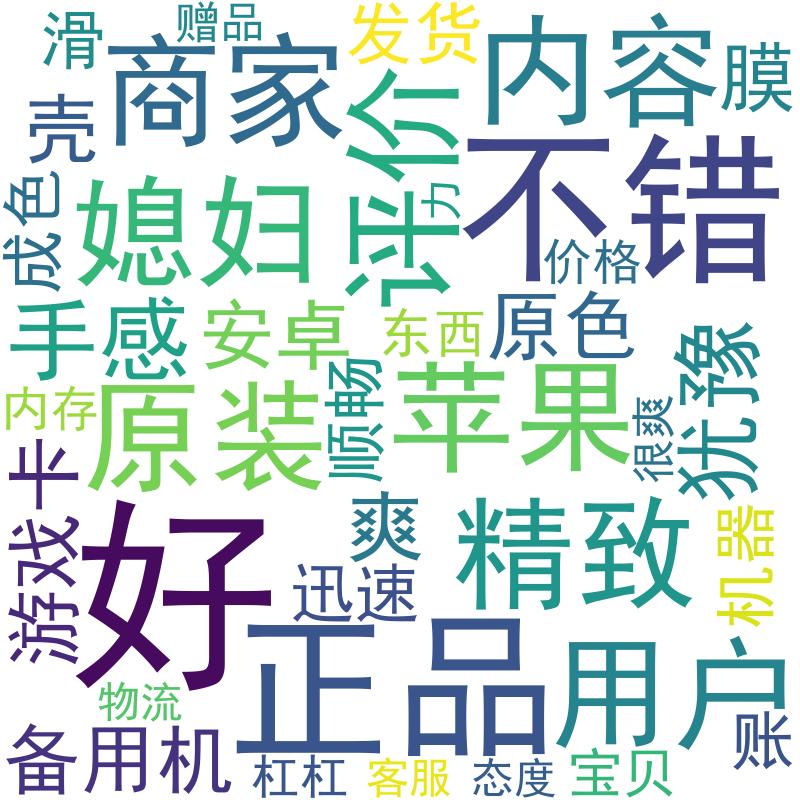 滑
赠品
商家
发货
内容
膜
壳
评价
不错
成色
媳妇
力
价格
手感
安卓
东西
原色
犹豫
内存
原装
顺畅
苹果
很爽
游戏卡
好
爽
精致
机器
迅速
正品
用户
物流
备用机
杠杠
客服
态度
宝贝
账